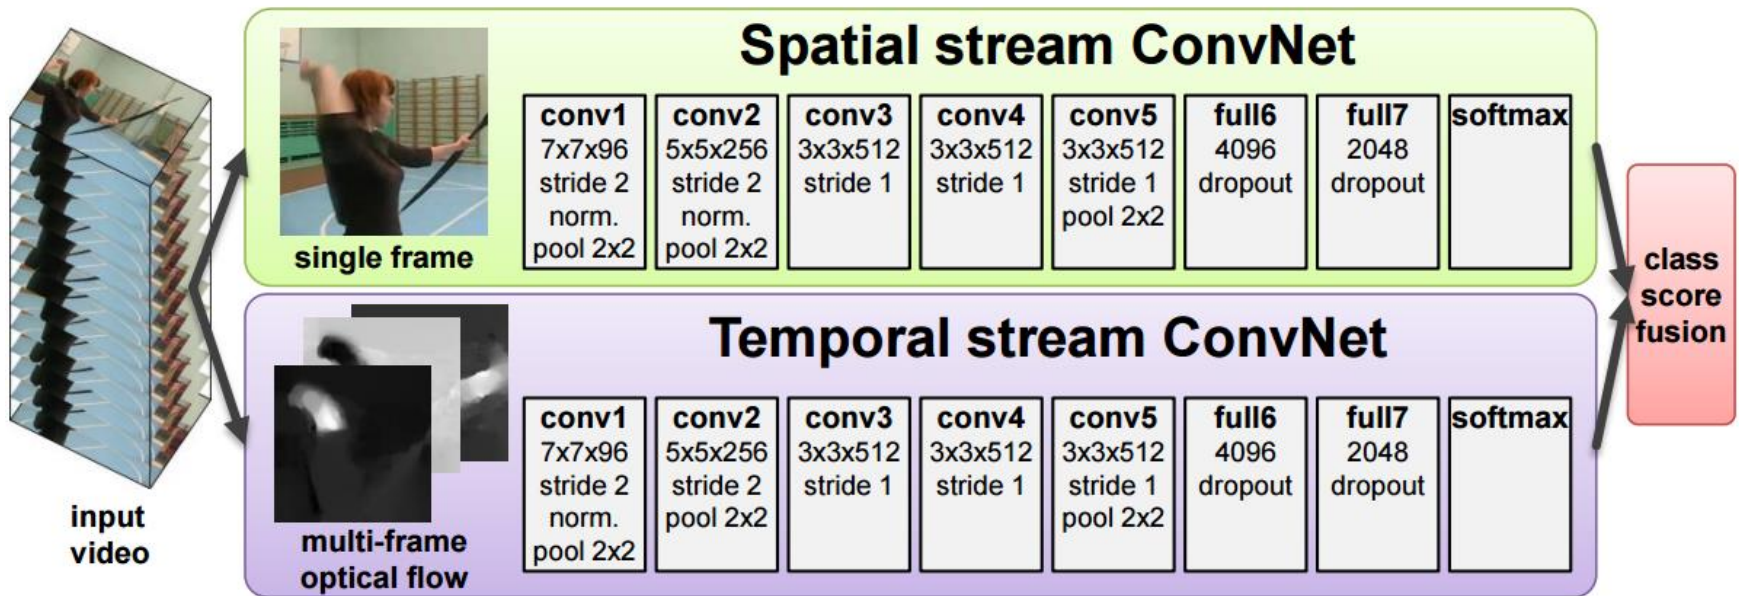 input
video
Spatial stream ConvNet
single frame
conv1
7x7x96
stride 2
norm.
pool 2x2
conv2
5x5x256
stride 2
norm.
pool 2x2
conv3
3x3x512
stride 1
conv4
3x3x512
stride 1
conv5
3x3x512
stride 1
pool 2x2
full6
4096
dropout
full7
2048
dropout
softmax
Temporal stream ConvNet
multi-frame
optical flow
conv1
7x7x96
stride 2
norm.
pool 2x2
conv2
5x5x256
stride 2
pool 2x2
conv3
3x3x512
stride 1
conv4
3x3x512
stride 1
conv5
3x3x512
stride 1
pool 2x2
full6
4096
dropout
full7
2048
dropout
softmax
class
score
fusion